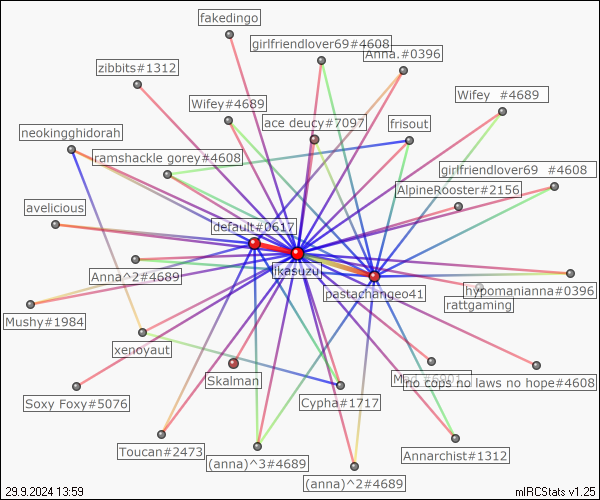 fakedingo
girlfriendlover69#4608
Anna.#0396
zibbits#1312
Wifey  #4689
Wifey #4689
ace deucy#7097
frisout
neokingghidorah
ramshackle gorey#4608
girlfriendlover69  #4608
AlpineRooster#2156
avelicious
default#0617
jkasuzu
Anna^2#4689
pastachangeo41
hypomanianna#0396
rattgaming
Mushy#1984
xenoyaut
Skalman
no cops no laws no hope#4608
Soxy Foxy#5076
Cypha#1717
Toucan#2473
(anna)^3#4689
Annarchist#1312
(anna)^2#4689
29.9.2024 13:59
mIRCStats v1.25